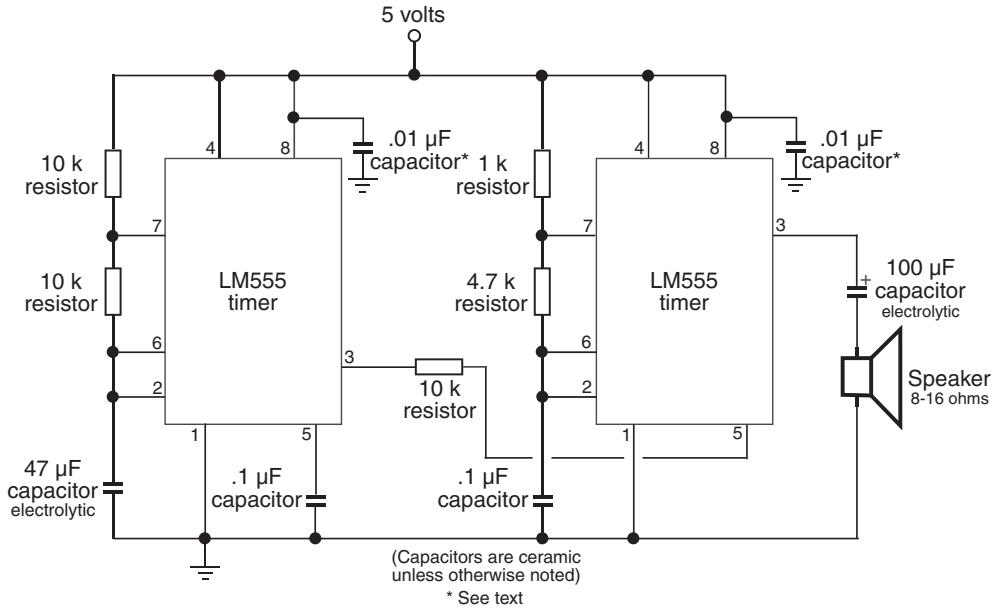 5 volts
4
8
.01 µF
capacitor*
10 k
resistor
7
10 k
resistor
LM555
timer
6
2
3
10 k
resistor
1
5
47 µF
capacitor
electrolytic
.1 µF
capacitor
1 k
resistor
4
8
.01 µF
capacitor*
7
3
4.7 k
resistor
LM555
timer
100 µF
capacitor
electrolytic
+
6
2
Speaker
8-16 ohms
1
5
.1 µF
capacitor
(Capacitors are ceramic
unless otherwise noted)
* See text